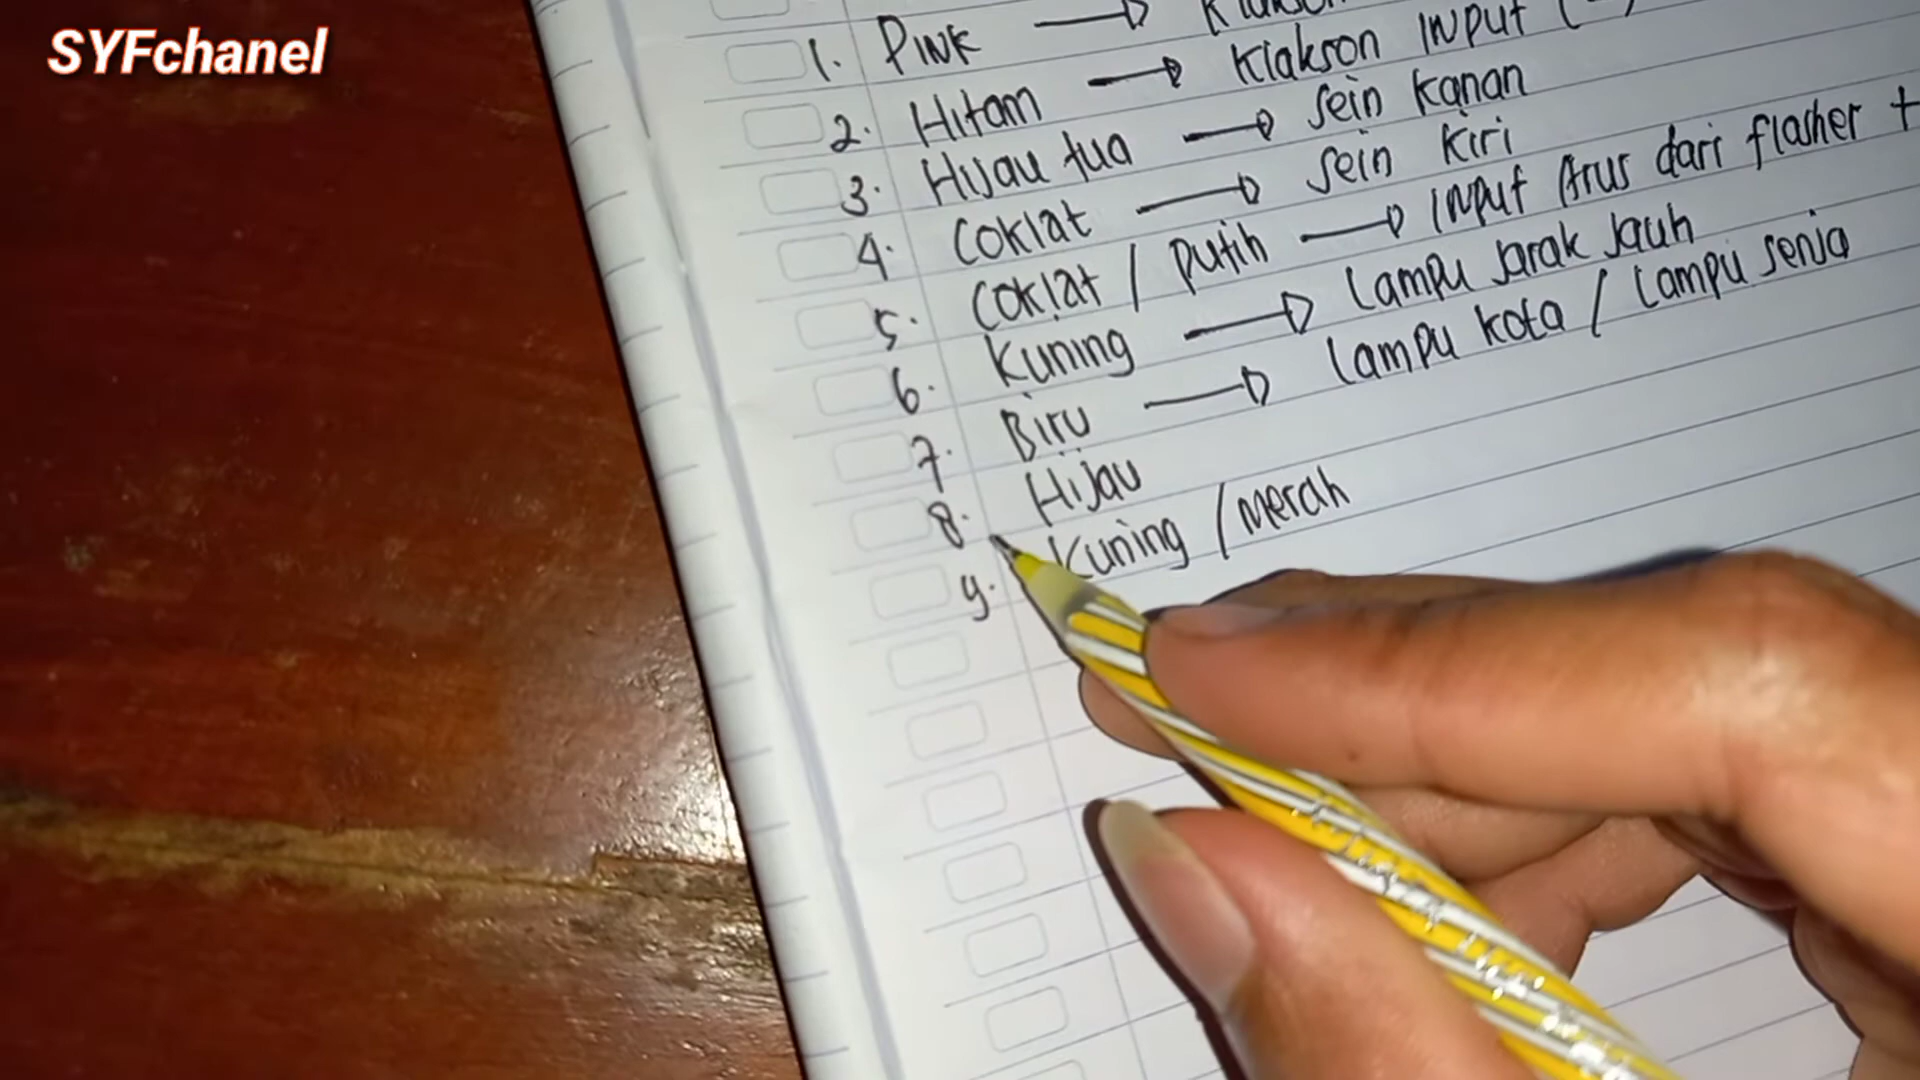 SYFchanel
1. Pink → Klakson
2. Hitam → Klakson INPUT
3. Hijau tua → Sein Kanan
4. Coklat → Sein Kiri
5. Coklat / Putih → INPUT Arus dari flasher +
6. Kuning → Lampu Jarak Jauh
7. Biru → Lampu Kota / Lampu Senja
8. Hijau
9. Kuning / Merah